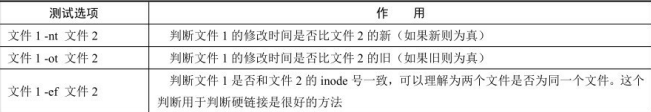 测试选项 作 用
文件 1 -nt 文件 2 判断文件 1 的修改时间是否比文件 2 的新（如果新则为真）
文件 1 -ot 文件 2 判断文件 1 的修改时间是否比文件 2 的旧（如果旧则为真）
文件 1 -ef 文件 2 判断文件 1 是否和文件 2 的 inode 号一致，可以理解为两个文件是否为同一个文件。这个
判断用于判断硬链接是很好的方法